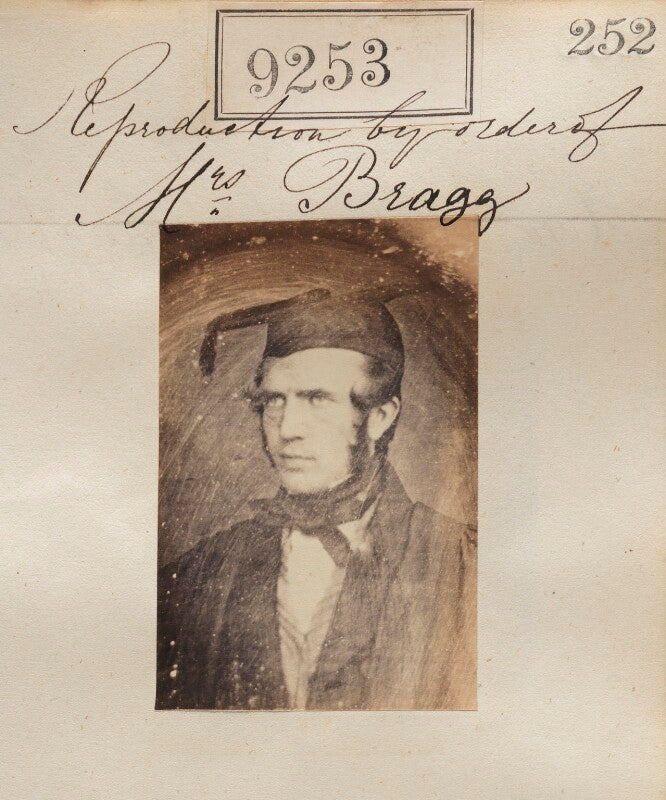 9253
252
Reproduction by order of
Mrs Bragg